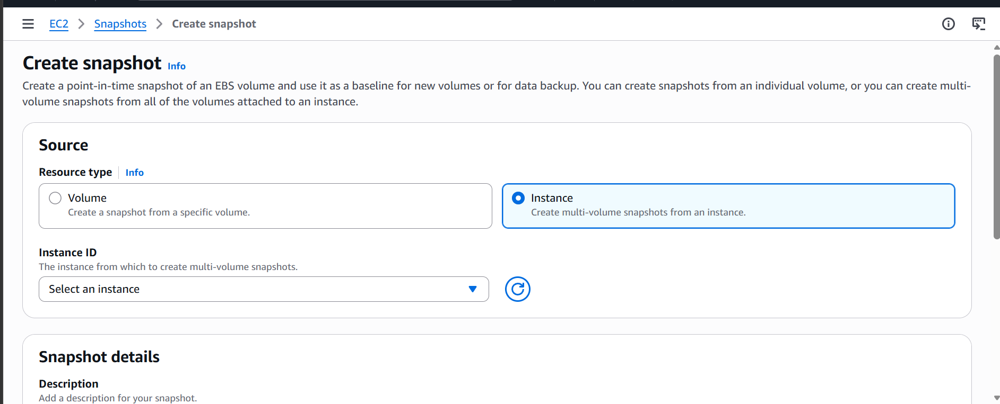 EC2 > Snapshots > Create snapshot
Create snapshot Info
Create a point-in-time snapshot of an EBS volume and use it as a baseline for new volumes or for data backup. You can create snapshots from an individual volume, or you can create multi-
volume snapshots from all of the volumes attached to an instance.
Source
Resource type Info
Volume
Create a snapshot from a specific volume.
Instance
Create multi-volume snapshots from an instance.
Instance ID
The instance from which to create multi-volume snapshots.
Select an instance
Snapshot details
Description
Add a description for your snapshot.